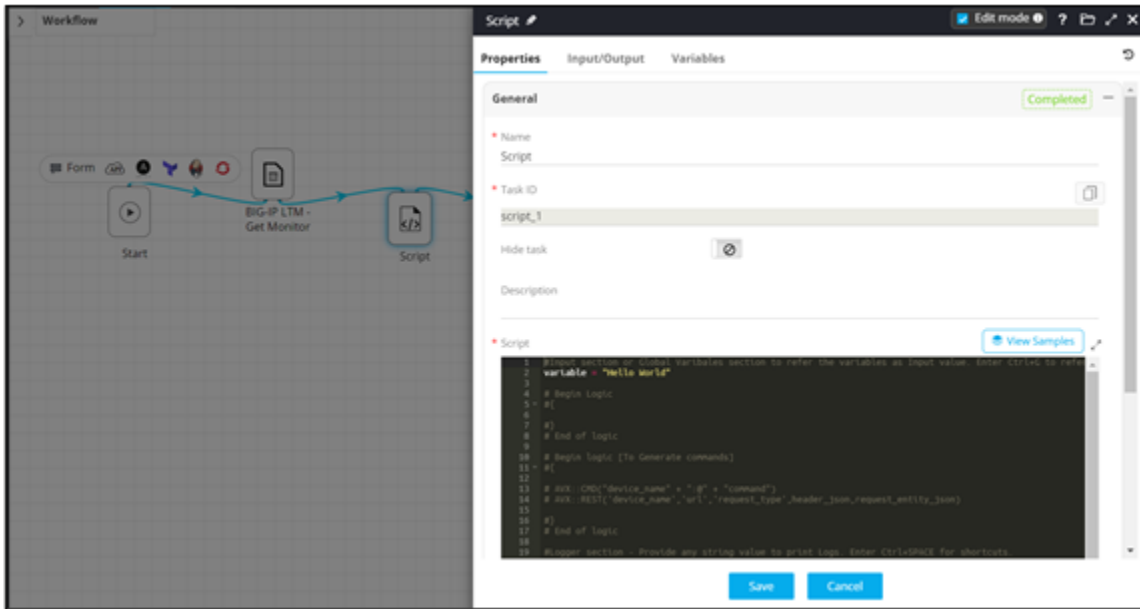 Workflow
Form
API
A
BIG-IP LTM -
Get Monitor
Start
Script
Script
Edit mode
?
Properties
Input/Output
Variables
General
Completed
* Name
Script
* Task ID
script_1
Hide task
Description
* Script
View Samples
1 #Input section or Global Varibales section to refer the variables as Input value. Enter Ctrl+G to refe
2 variable = "Hello World"
3
4 # Begin Logic
5 #{
6
7 #}
8 # End of logic
9
10 # Begin logic [To Generate commands]
11 #{
12
13 # AVX::CMD("device_name" + ":@" + "command")
14 # AVX::REST('device_name','url','request_type',header_json,request_entity_json)
15
16 #}
17 # End of logic
18
19 #Logger section - Provide any string value to print Logs. Enter Ctrl+SPACE for shortcuts.
Save
Cancel